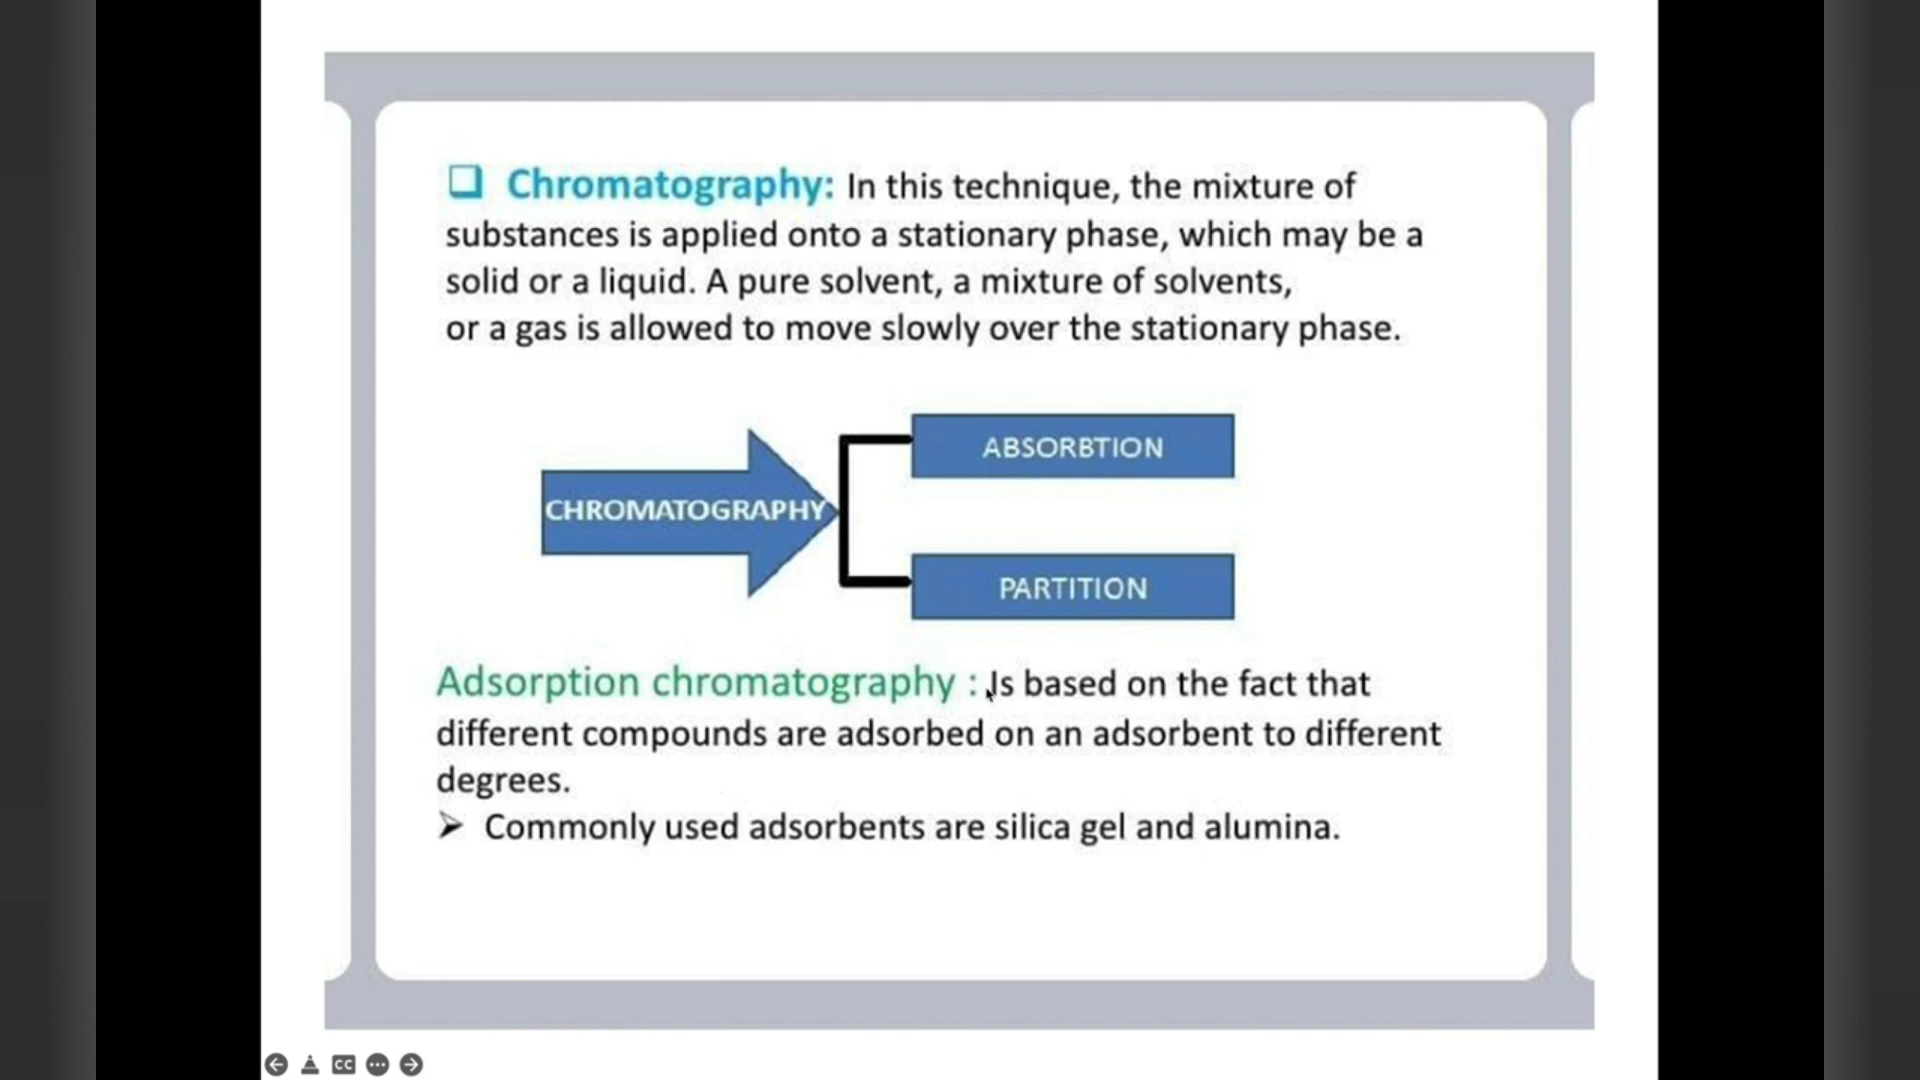 Chromatography: In this technique, the mixture of
substances is applied onto a stationary phase, which may be a
solid or a liquid. A pure solvent, a mixture of solvents,
or a gas is allowed to move slowly over the stationary phase.
ABSORBTION
CHROMATOGRAPHY
PARTITION
Adsorption chromatography : Is based on the fact that
different compounds are adsorbed on an adsorbent to different
degrees.
➢ Commonly used adsorbents are silica gel and alumina.
CC